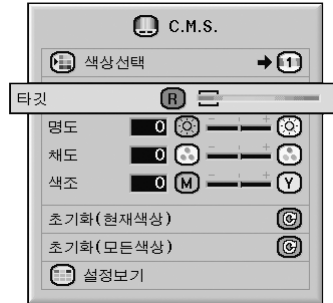 C.M.S.
색상선택 1
타깃 R
명도 0
채도 0
색조 0 M Y
초기화(현재색상)
초기화(모든색상)
설정보기